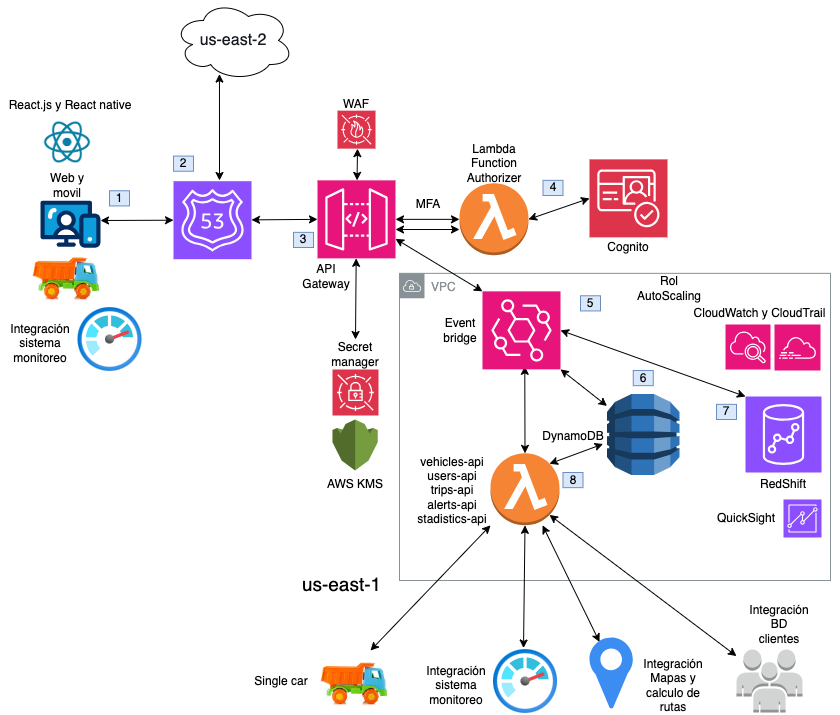 us-east-2
React.js y React native
WAF
Web y
movil
1
2
53
3
API
Gateway
MFA
Lambda
Function
Authorizer
4
Cognito
Integración
sistema
monitoreo
Secret
manager
AWS KMS
VPC
Rol
AutoScaling
5
CloudWatch y CloudTrail
Event
bridge
6
7
DynamoDB
RedShift
vehicles-api
users-api
trips-api
alerts-api
stadistics-api
8
QuickSight
us-east-1
Single car
Integración
sistema
monitoreo
Integración
Mapas y
calculo de
rutas
Integración
BD
clientes